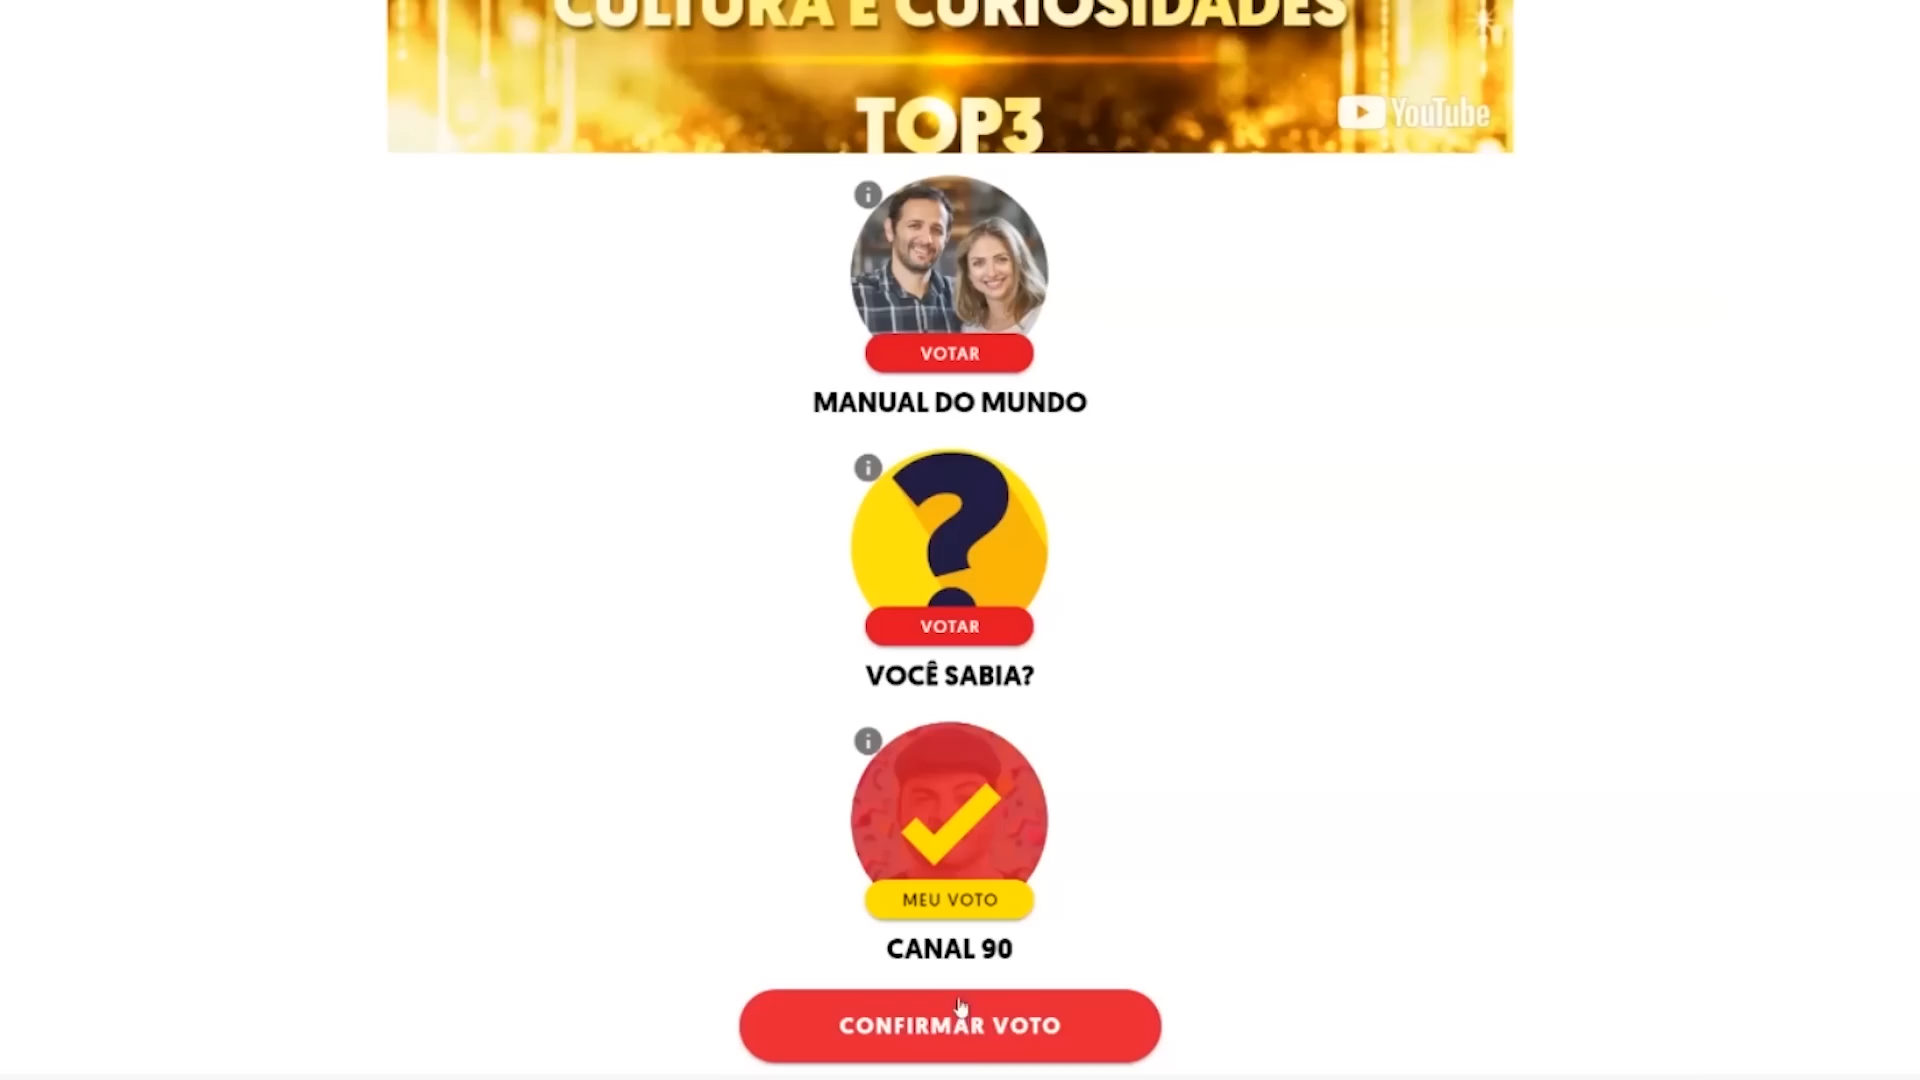 CULTURA E CURIOSIDADES
TOP3
YouTube
VOTAR
MANUAL DO MUNDO
VOTAR
VOCÊ SABIA?
MEU VOTO
CANAL 90
CONFIRMAR VOTO